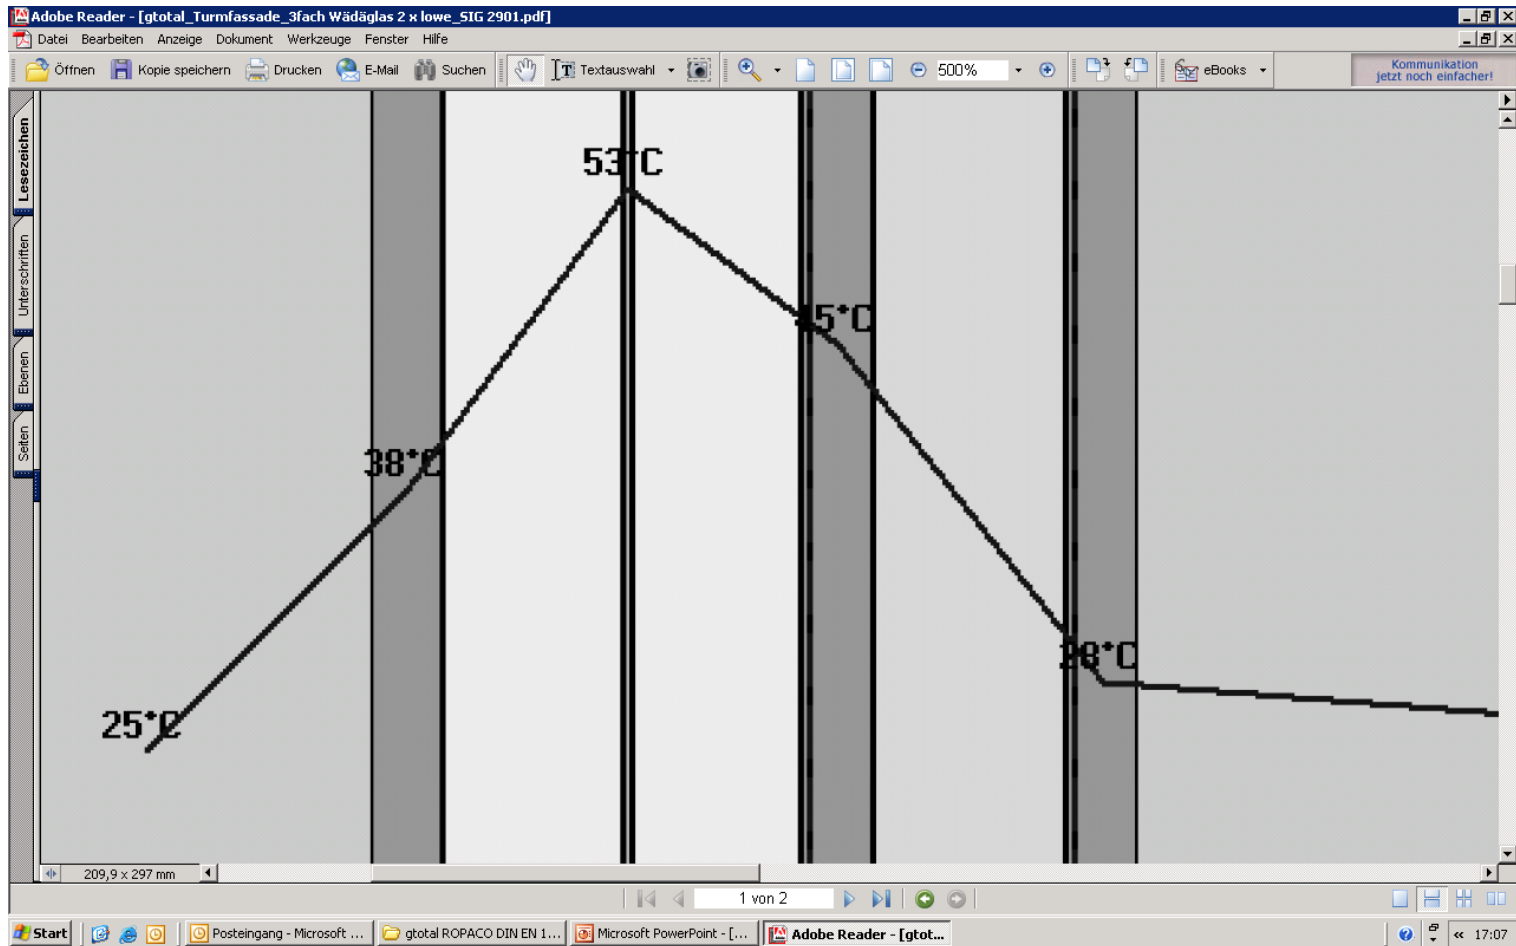 Adobe Reader - [gtotal_Turmfassade_3fach Wädäglas 2 x lowe_SIG 2901.pdf]
Datei Bearbeiten Anzeige Dokument Werkzeuge Fenster Hilfe
Öffnen Kopie speichern Drucken E-Mail Suchen Textauswahl 500% eBooks
Kommunikation
jetzt noch einfacher!
Lesezeichen
Unterschriften
Ebenen
Seiten
53°C
45°C
38°C
28°C
25°C
209,9 x 297 mm
1 von 2
Start Posteingang - Microsoft ... gtotal ROPACO DIN EN 1... Microsoft PowerPoint - [... Adobe Reader - [gtot... « 17:07